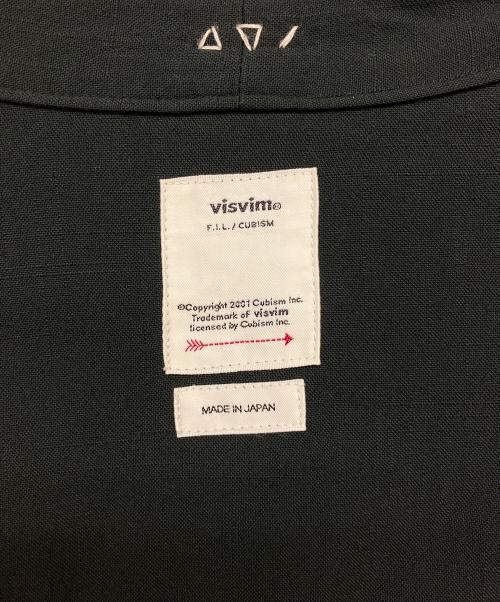 visvim®
F.I.L./CUBISM
©Copyright 2001 Cubism Inc.
Trademark of visvim
licensed by Cubism Inc.
MADE IN JAPAN